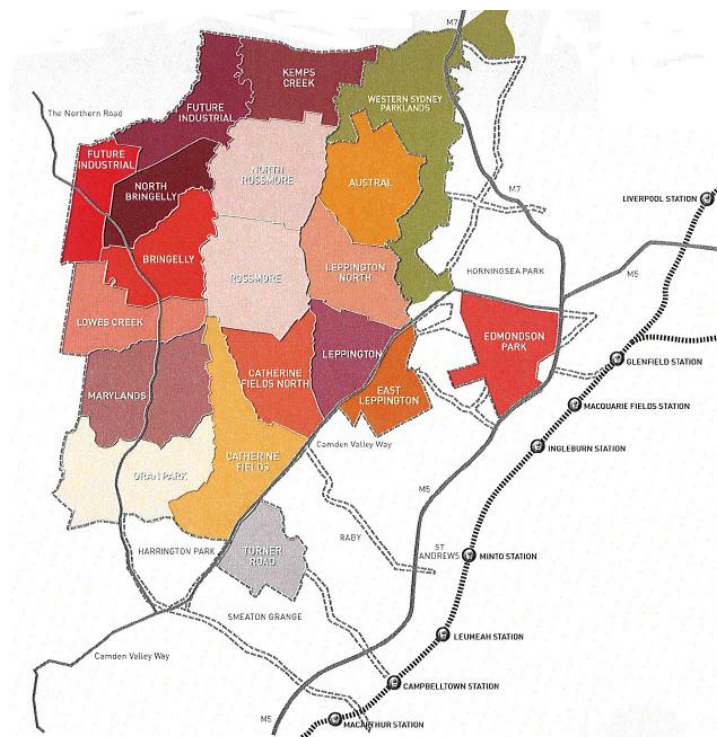 M7
KEMPS
CREEK
FUTURE
INDUSTRIAL
WESTERN SYDNEY
PARKLANDS
The Northern Road
FUTURE
INDUSTRIAL
NORTH
BRINGELLY
NORTH
ROSSMORE
AUSTRAL
M7
LIVERPOOL STATION
BRINGELLY
ROSSMORE
LEPPINGTON
NORTH
HORNINGSEA PARK
M5
LOWES CREEK
LEPPINGTON
EDMONDSON
PARK
GLENFIELD STATION
MARYLANDS
CATHERINE
FIELDS NORTH
EAST
LEPPINGTON
MACQUARIE FIELDS STATION
Camden Valley Way
INGLEBURN STATION
ORAN PARK
CATHERINE
FIELDS
M5
RABY
ST
ANDREWS
MINTO STATION
HARRINGTON PARK
TURNER
ROAD
SMEATON GRANGE
LEUMEAH STATION
Camden Valley Way
CAMPBELLTOWN STATION
M5
MACARTHUR STATION